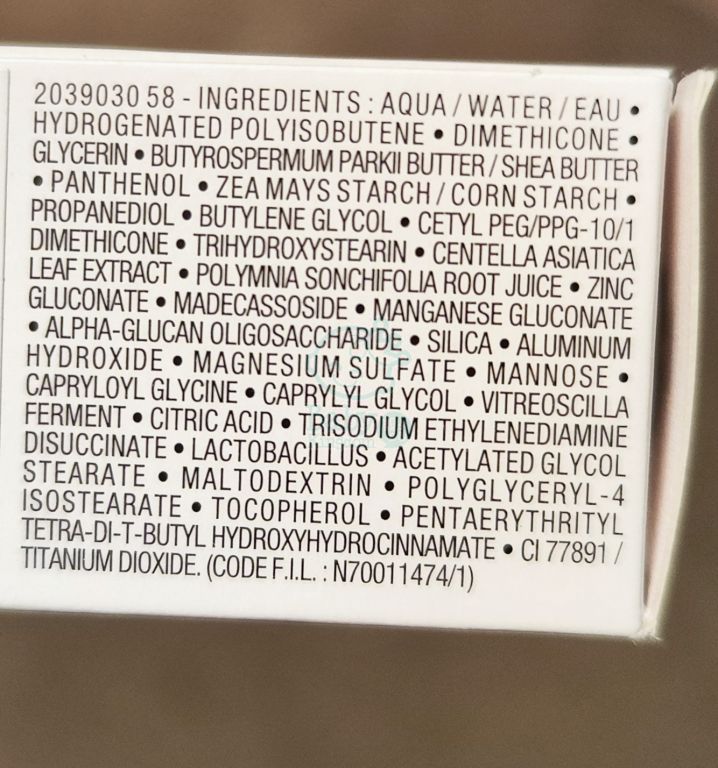 2039030 58 - INGREDIENTS : AQUA / WATER / EAU •
HYDROGENATED POLYISOBUTENE • DIMETHICONE •
GLYCERIN • BUTYROSPERMUM PARKII BUTTER / SHEA BUTTER
• PANTHENOL • ZEA MAYS STARCH / CORN STARCH •
PROPANEDIOL • BUTYLENE GLYCOL • CETYL PEG/PPG-10/1
DIMETHICONE • TRIHYDROXYSTEARIN • CENTELLA ASIATICA
LEAF EXTRACT • POLYMNIA SONCHIFOLIA ROOT JUICE • ZINC
GLUCONATE • MADECASSOSIDE • MANGANESE GLUCONATE
• ALPHA-GLUCAN OLIGOSACCHARIDE • SILICA • ALUMINUM
HYDROXIDE • MAGNESIUM SULFATE • MANNOSE •
CAPRYLOYL GLYCINE • CAPRYLYL GLYCOL • VITREOSCILLA
FERMENT • CITRIC ACID • TRISODIUM ETHYLENEDIAMINE
DISUCCINATE • LACTOBACILLUS • ACETYLATED GLYCOL
STEARATE • MALTODEXTRIN • POLYGLYCERYL-4
ISOSTEARATE • TOCOPHEROL • PENTAERYTHRITYL
TETRA-DI-T-BUTYL HYDROXYHYDROCINNAMATE • CI 77891 /
TITANIUM DIOXIDE. (CODE F.I.L. : N70011474/1)